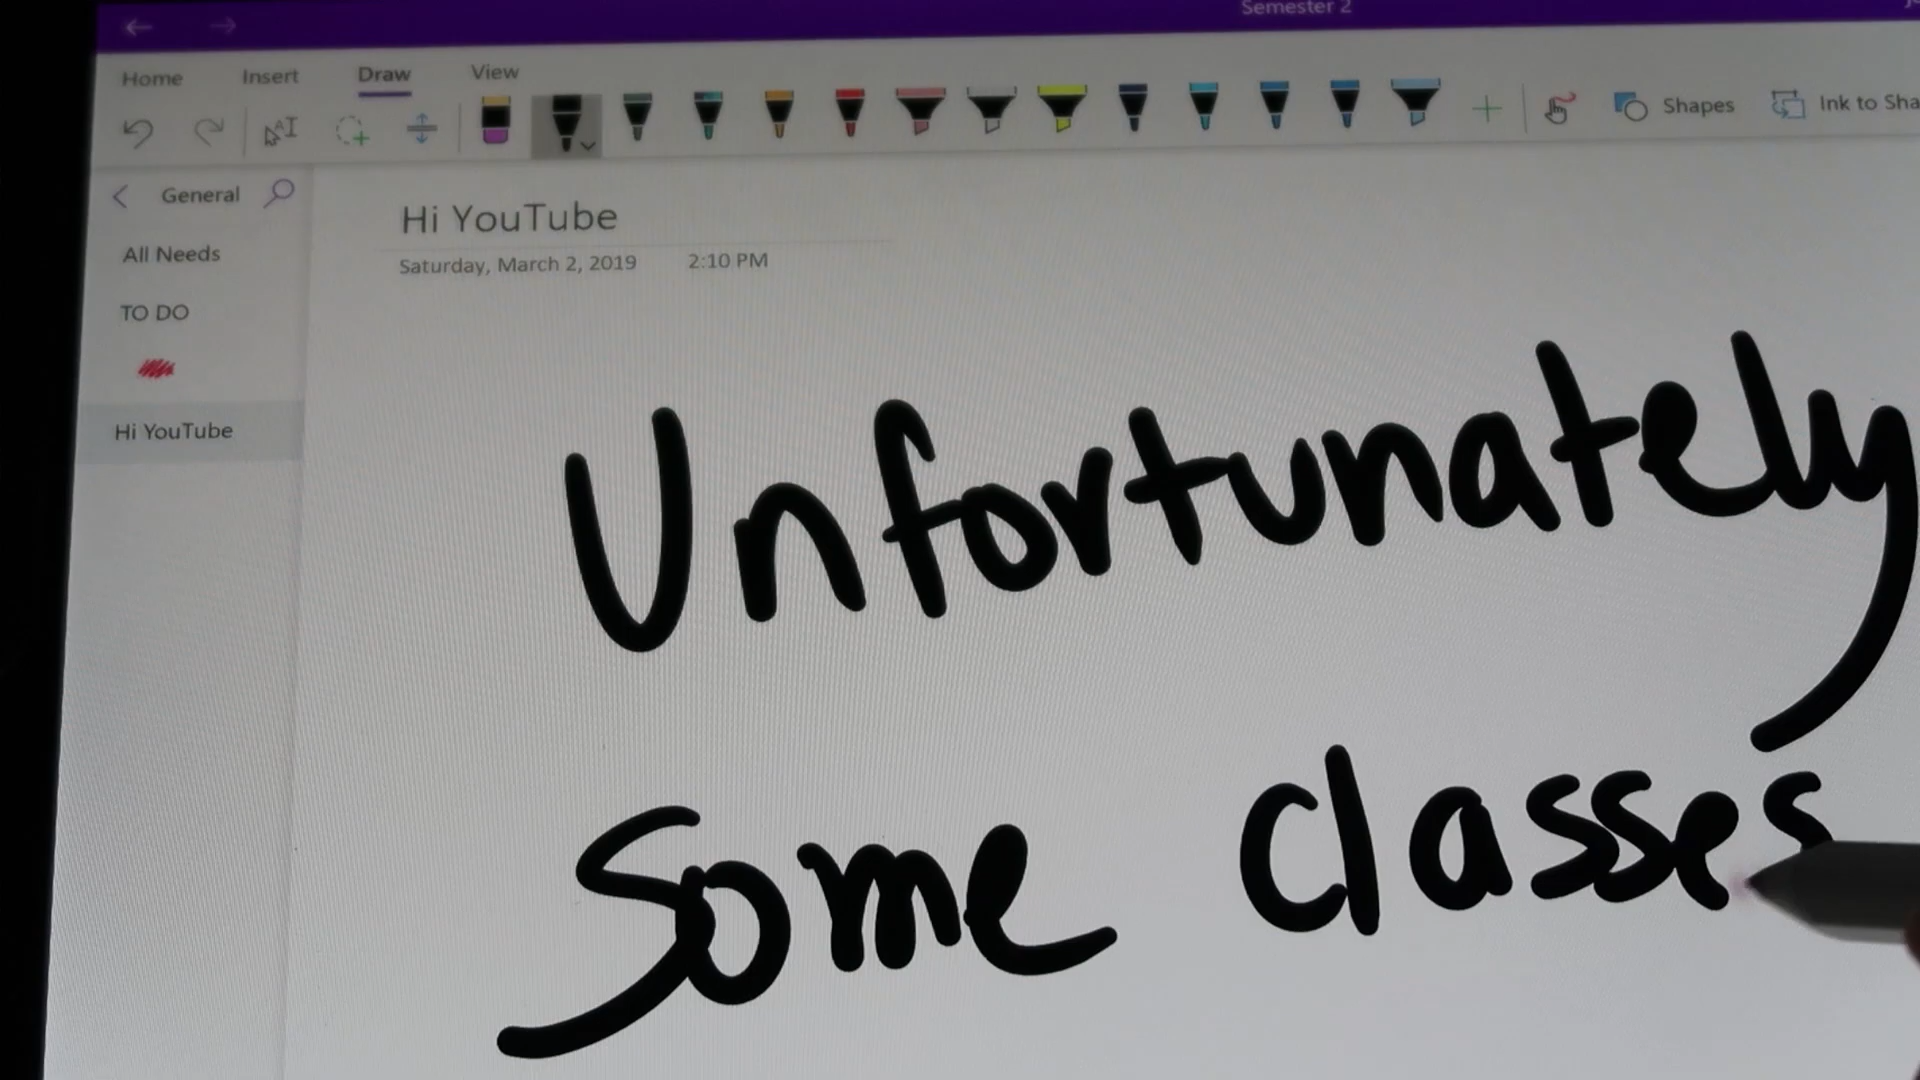 Semester 2
Home Insert Draw View
Shapes Ink to Sha
General
All Needs
TO DO
Hi YouTube
Hi YouTube
Saturday, March 2, 2019 2:10 PM
Unfortunately
Some classes